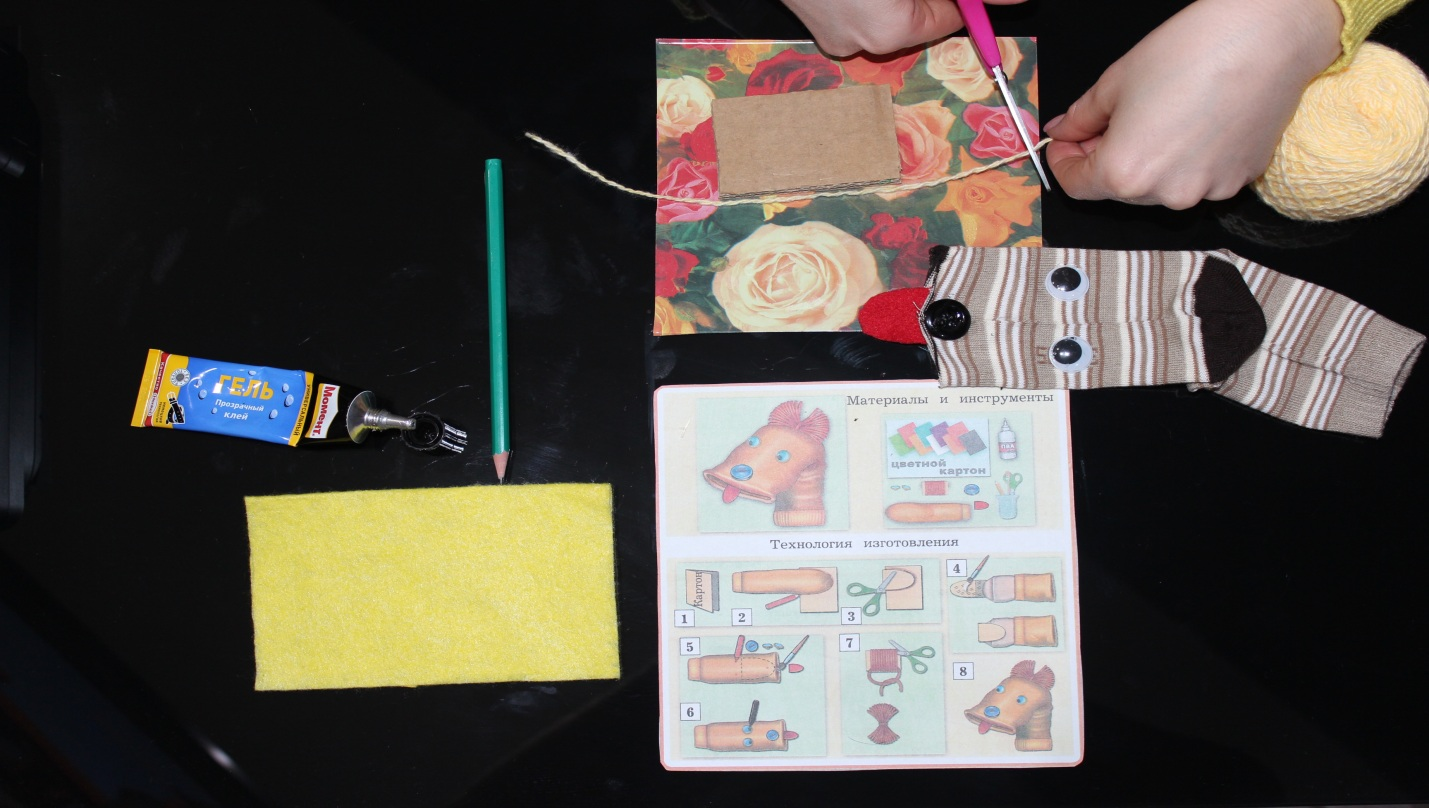 ГЕЛЬ
Прозрачный
клей
Момент
Материалы и инструменты
цветной
картон
ПВА
Технология изготовления
Картон
1
2
3
4
5
7
8
6